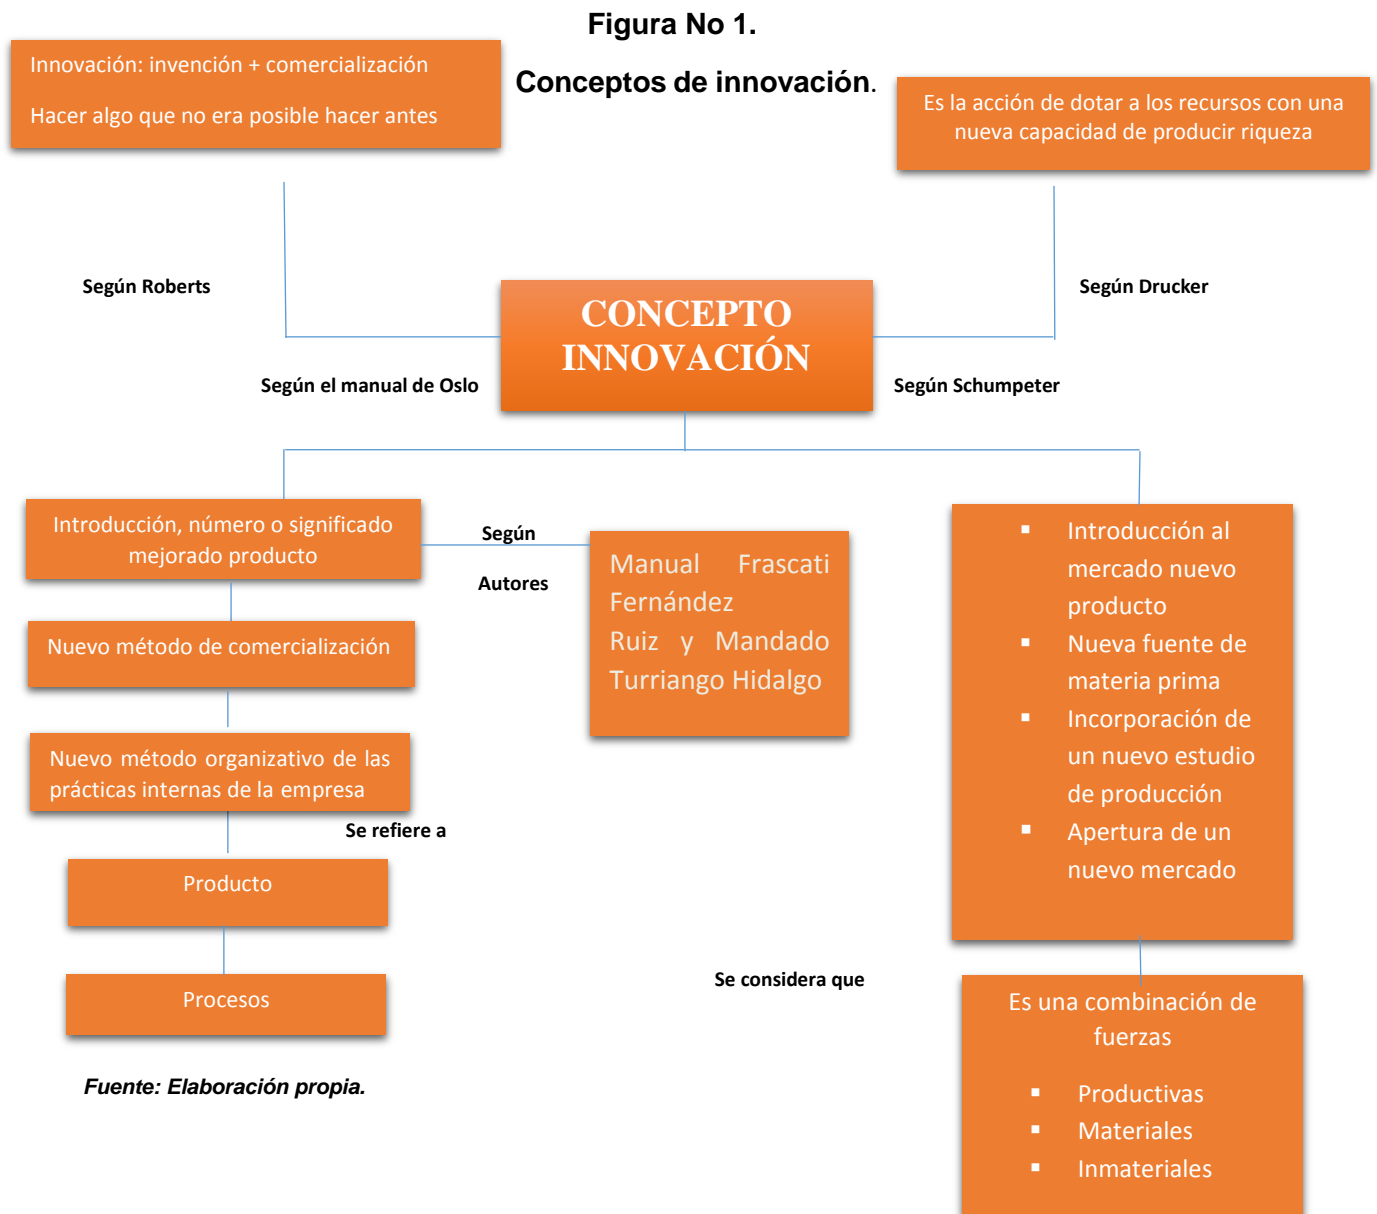 Figura No 1.
Conceptos de innovación.
Innovación: invención + comercialización
Hacer algo que no era posible hacer antes
Es la acción de dotar a los recursos con una
nueva capacidad de producir riqueza
Según Roberts
Según Drucker
CONCEPTO
INNOVACIÓN
Según el manual de Oslo
Según Schumpeter
Introducción, número o significado
mejorado producto
Según
Autores
Manual Frascati
Fernández
Ruiz y Mandado
Turriango Hidalgo
Nuevo método de comercialización
Nuevo método organizativo de las
prácticas internas de la empresa
Se refiere a
Producto
Procesos
▪ Introducción al
mercado nuevo
producto
▪ Nueva fuente de
materia prima
▪ Incorporación de
un nuevo estudio
de producción
▪ Apertura de un
nuevo mercado
Se considera que
Es una combinación de
fuerzas
▪ Productivas
▪ Materiales
▪ Inmateriales
Fuente: Elaboración propia.